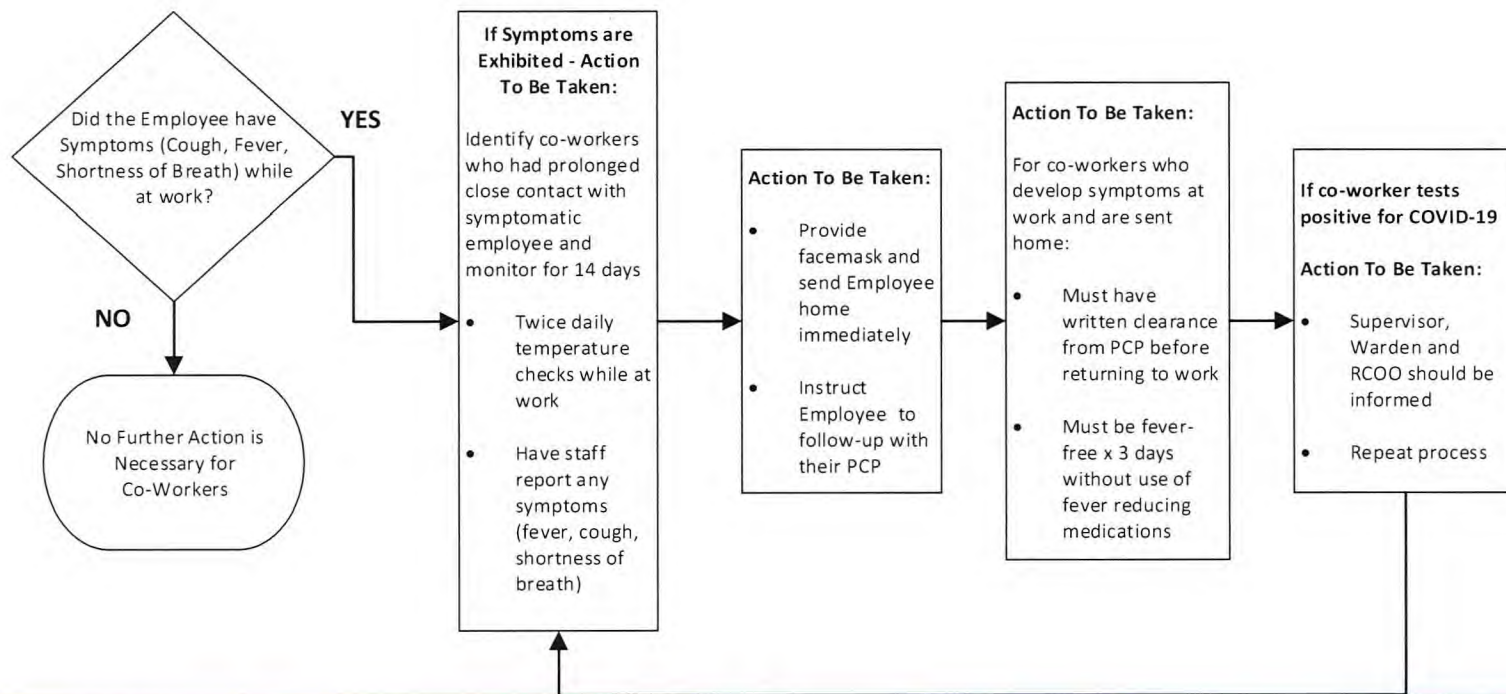 Did the Employee have
Symptoms (Cough, Fever,
Shortness of Breath) while
at work?
YES
NO
No Further Action is
Necessary for
Co-Workers
If Symptoms are
Exhibited - Action
To Be Taken:
Identify co-workers
who had prolonged
close contact with
symptomatic
employee and
monitor for 14 days
• Twice daily
temperature
checks while at
work
• Have staff
report any
symptoms
(fever, cough,
shortness of
breath)
Action To Be Taken:
• Provide
facemask and
send Employee
home
immediately
• Instruct
Employee to
follow-up with
their PCP
Action To Be Taken:
For co-workers who
develop symptoms at
work and are sent
home:
• Must have
written clearance
from PCP before
returning to work
• Must be fever-
free x 3 days
without use of
fever reducing
medications
If co-worker tests
positive for COVID-19
Action To Be Taken:
• Supervisor,
Warden and
RCOO should be
informed
• Repeat process